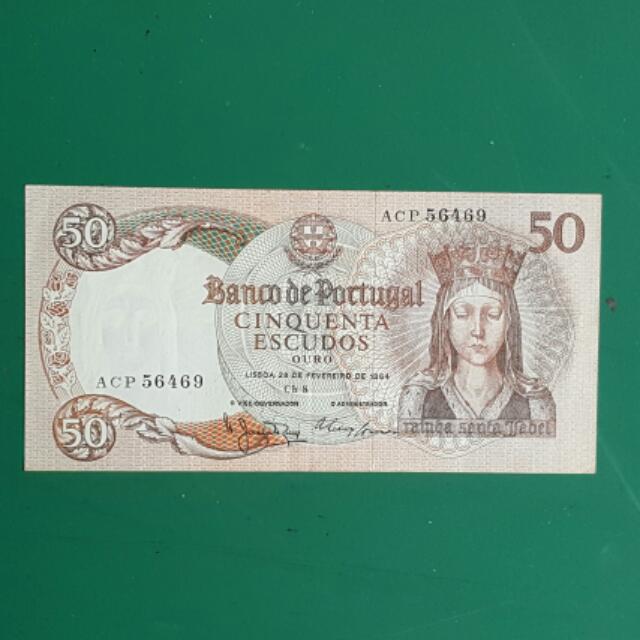 ACP 56469
50
50
Banco de Portugal
CINQUENTA
ESCUDOS
OURO
LISBOA, 28 DE FEVEREIRO DE 1964
Ch 8
ACP 56469
O VICE-GOVERNADOR
O ADMINISTRADOR
50
rainha santa Isabel